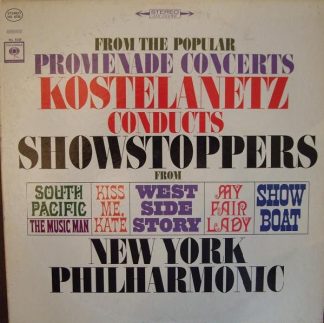 STEREO
FROM THE POPULAR
PROMENADE CONCERTS
KOSTELANETZ
CONDUCTS
SHOWSTOPPERS
FROM
SOUTH PACIFIC
THE MUSIC MAN
KISS ME, KATE
WEST SIDE STORY
MY FAIR LADY
SHOW BOAT
NEW YORK
PHILHARMONIC